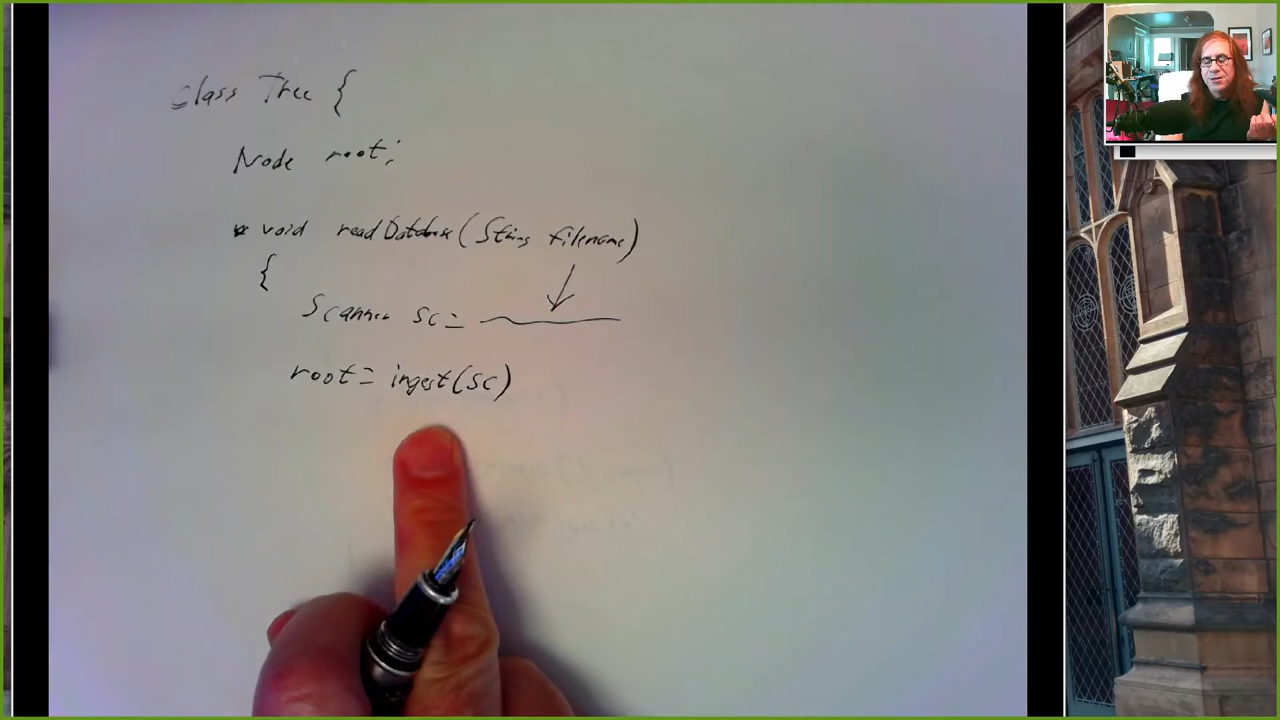 Class Tree {
Node root;
void readDatabase(String filename)
{
Scanner sc =
root = ingest(sc)